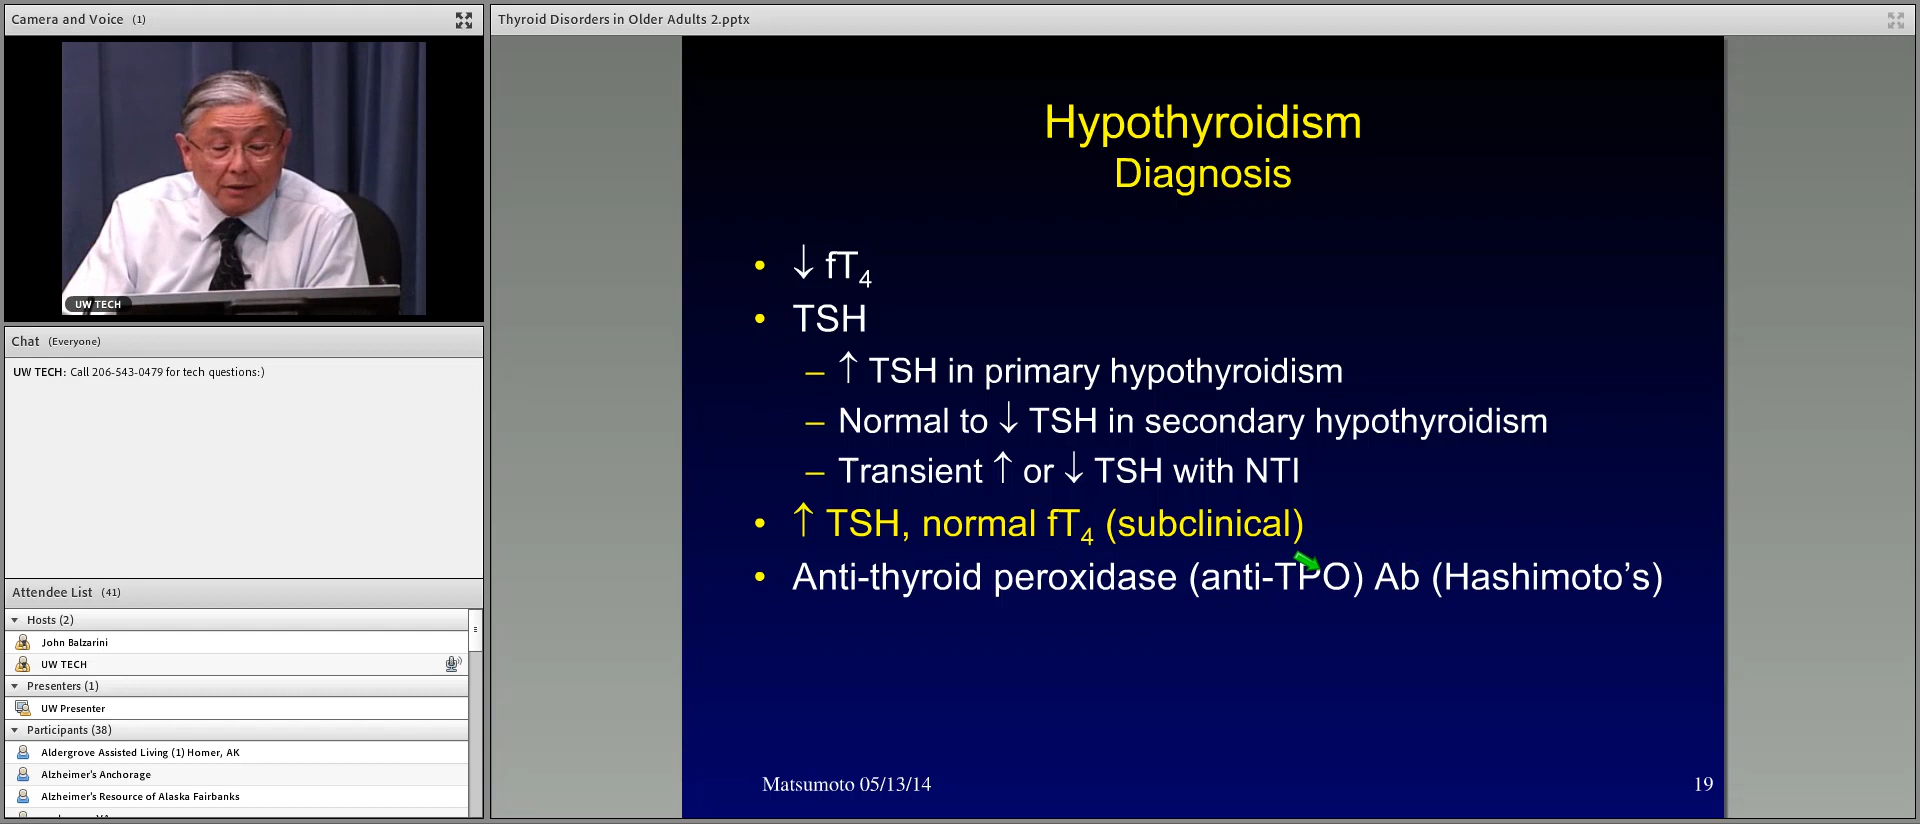 Camera and Voice (1)
UW TECH
Chat (Everyone)
UW TECH: Call 206-543-0479 for tech questions:)
Attendee List (41)
Hosts (2)
John Balzarini
UW TECH
Presenters (1)
UW Presenter
Participants (38)
Aldergrove Assisted Living (1) Homer, AK
Alzheimer's Anchorage
Alzheimer's Resource of Alaska Fairbanks
Thyroid Disorders in Older Adults 2.pptx
Hypothyroidism
Diagnosis
• ↓ fT4
• TSH
– ↑ TSH in primary hypothyroidism
– Normal to ↓ TSH in secondary hypothyroidism
– Transient ↑ or ↓ TSH with NTI
• ↑ TSH, normal fT4 (subclinical)
• Anti-thyroid peroxidase (anti-TPO) Ab (Hashimoto’s)
Matsumoto 05/13/14
19